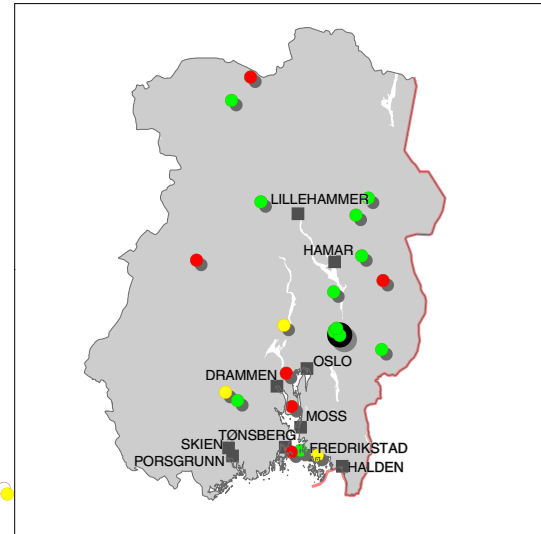 LILLEHAMMER
HAMAR
OSLO
DRAMMEN
MOSS
TØNSBERG
SKIEN
FREDRIKSTAD
PORSGRUNN
HALDEN